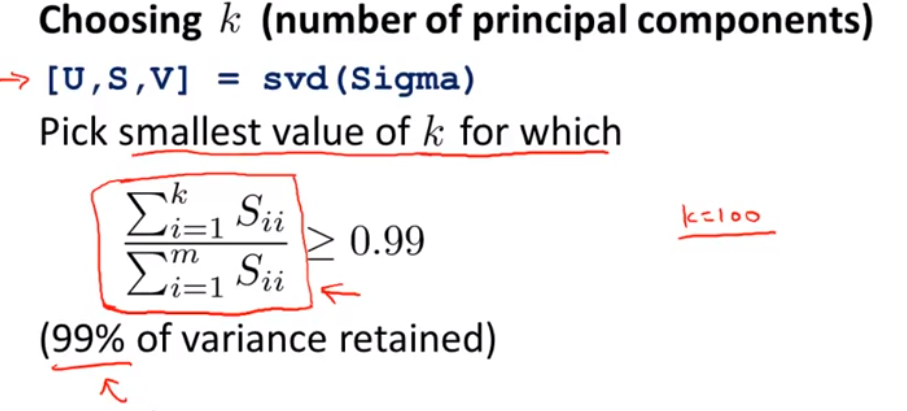 Choosing k (number of principal components)
→ [U,S,V] = svd(Sigma)
Pick smallest value of k for which
\frac{\sum_{i=1}^{k} S_{ii}}{\sum_{i=1}^{m} S_{ii}} ≥ 0.99
k=100
(99% of variance retained)